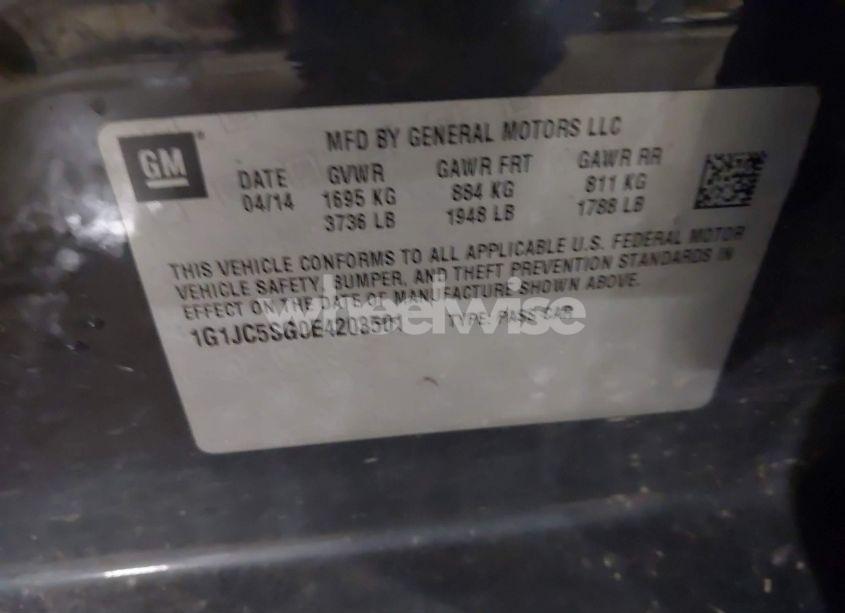 GM
MFD BY GENERAL MOTORS LLC
DATE GVWR GAWR FRT GAWR RR
04/14 1695 KG 884 KG 811 KG
3736 LB 1948 LB 1788 LB
THIS VEHICLE CONFORMS TO ALL APPLICABLE U.S. FEDERAL MOTOR
VEHICLE SAFETY, BUMPER, AND THEFT PREVENTION STANDARDS IN
EFFECT ON THE DATE OF MANUFACTURE SHOWN ABOVE.
1G1JC5SG0E4203501 TYPE: PASS CAR
wheelwise